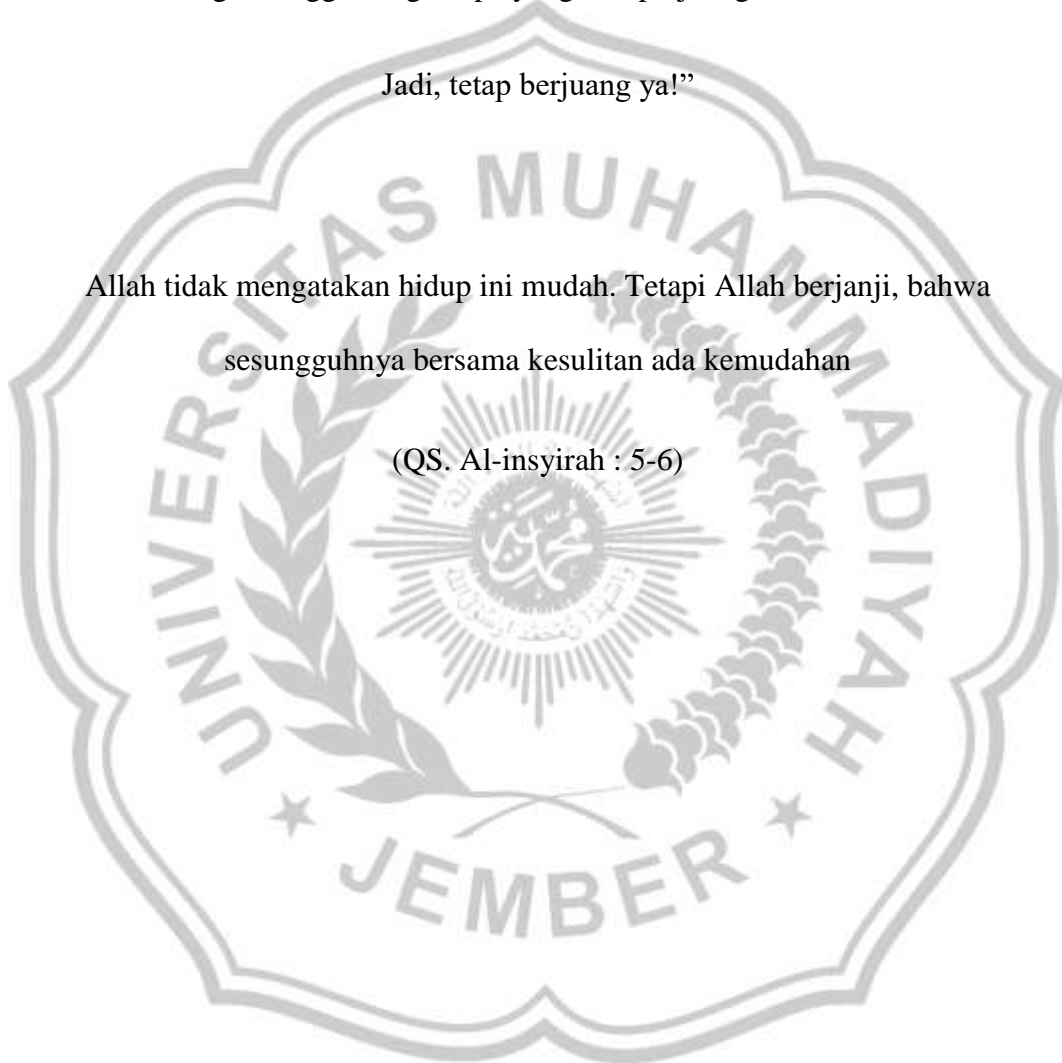 Jadi, tetap berjuang ya!”
UNIVERSITAS MUHAMMADIYAH
Allah tidak mengatakan hidup ini mudah. Tetapi Allah berjanji, bahwa
sesungguhnya bersama kesulitan ada kemudahan
(QS. Al-insyirah : 5-6)
JEMBER